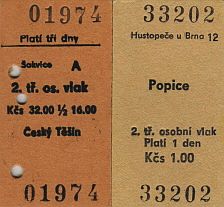 01974
Platí tři dny
Sakvice A
2. tř. os. vlak
Kčs 32.00 ½ 16.00
Český Těšín
01974
33202
Hustopeče u Brna 12
Popice
2. tř. osobní vlak
Platí 1 den
Kčs 1.00
33202